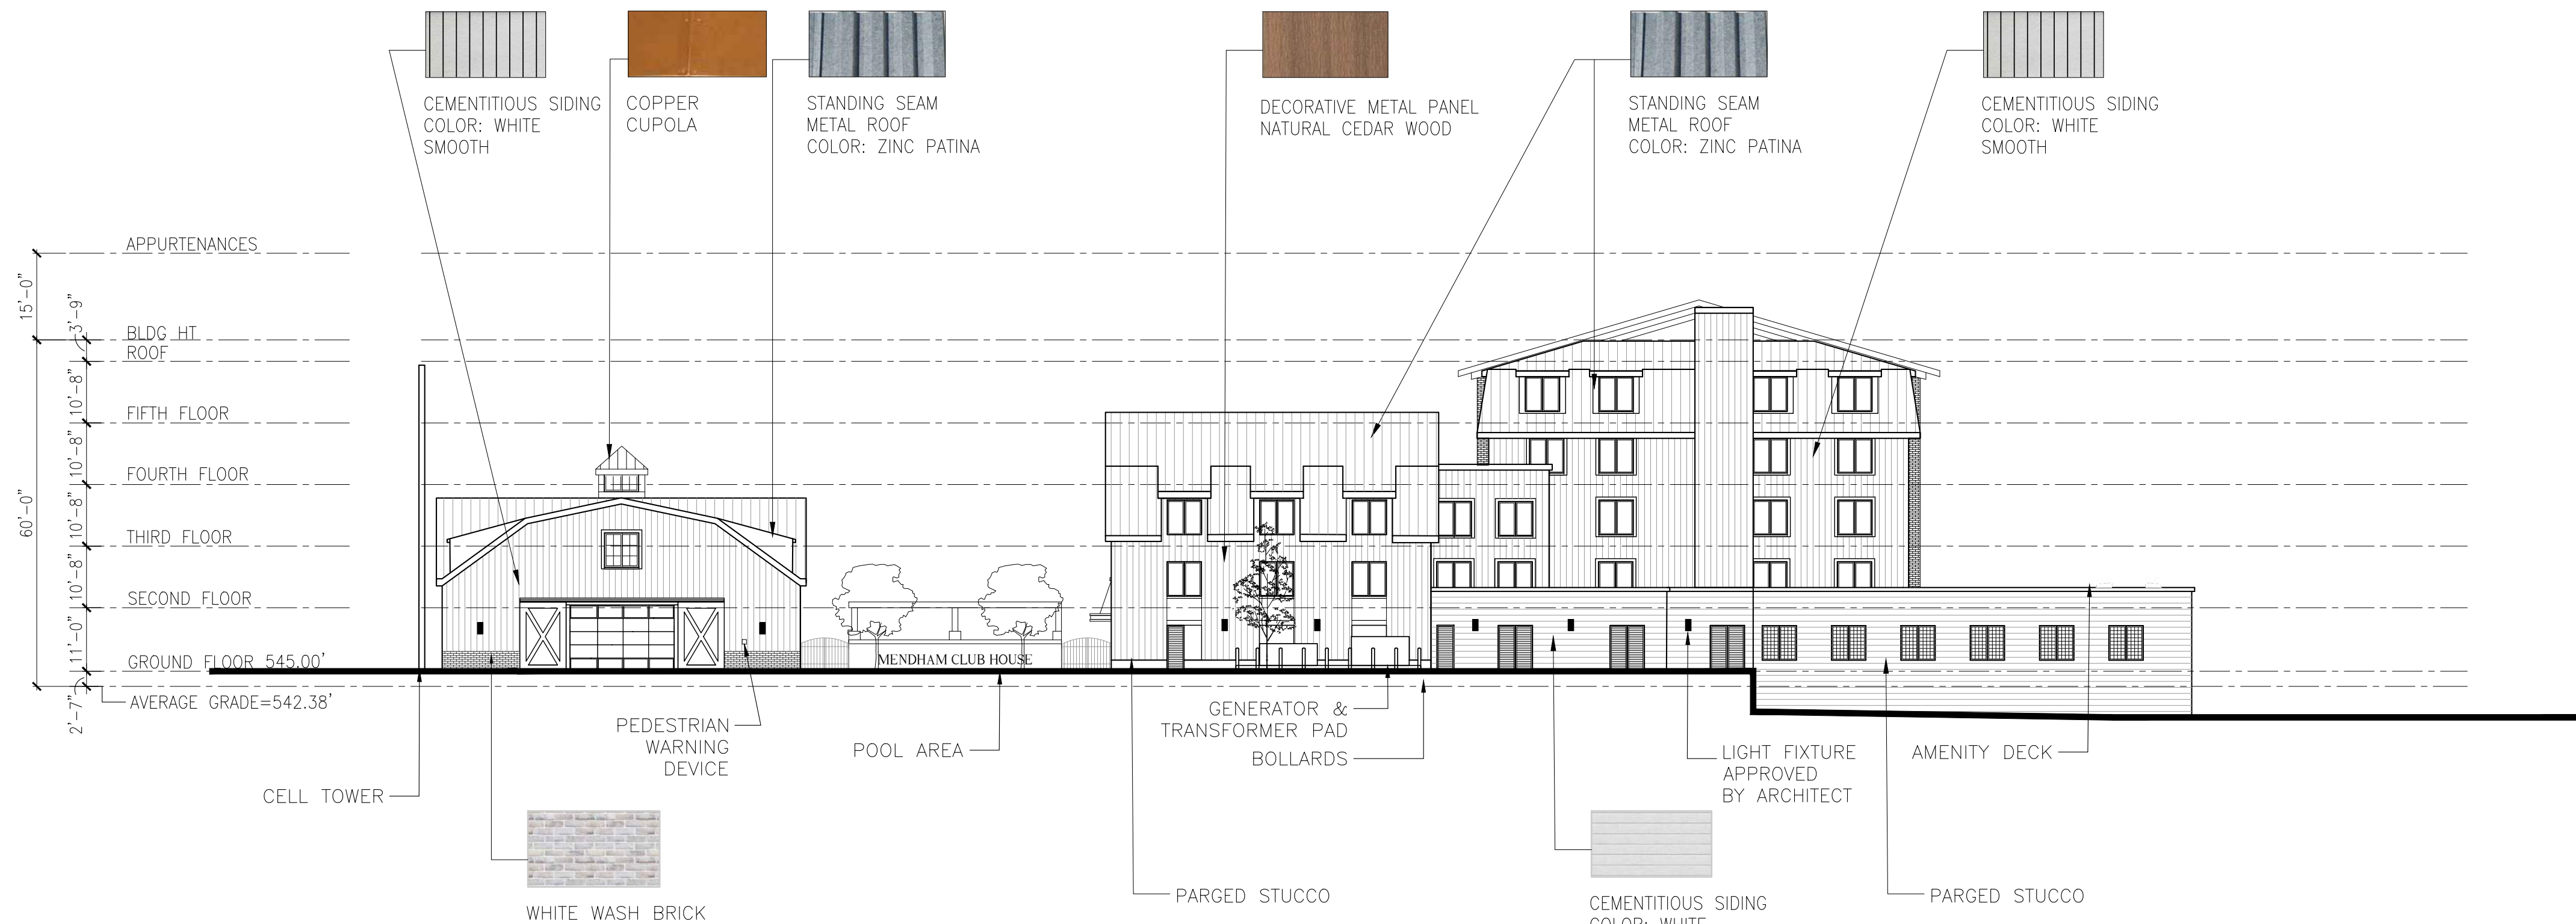 CEMENTITIOUS SIDING
COLOR: WHITE
SMOOTH
COPPER
CUPOLA
STANDING SEAM
METAL ROOF
COLOR: ZINC PATINA
DECORATIVE METAL PANEL
NATURAL CEDAR WOOD
STANDING SEAM
METAL ROOF
COLOR: ZINC PATINA
CEMENTITIOUS SIDING
COLOR: WHITE
SMOOTH
APPURTENANCES
15'-0"
3'-9"
BLDG HT
ROOF
10'-8"
FIFTH FLOOR
10'-8"
FOURTH FLOOR
60'-0"
10'-8"
THIRD FLOOR
10'-8"
SECOND FLOOR
11'-0"
GROUND FLOOR 545.00'
2'-7"
AVERAGE GRADE=542.38'
MENDHAM CLUB HOUSE
PEDESTRIAN
WARNING
DEVICE
POOL AREA
GENERATOR &
TRANSFORMER PAD
BOLLARDS
LIGHT FIXTURE
APPROVED
BY ARCHITECT
AMENITY DECK
CELL TOWER
WHITE WASH BRICK
PARGED STUCCO
CEMENTITIOUS SIDING
COLOR: WHITE
PARGED STUCCO